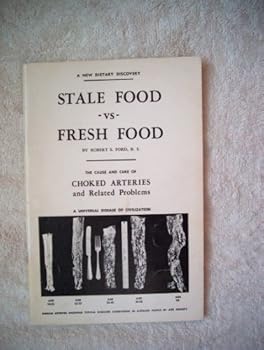 A NEW DIETARY DISCOVERY
STALE FOOD
-vs-
FRESH FOOD
BY ROBERT S. FORD, B. S.
THE CAUSE AND CARE OF
CHOKED ARTERIES
and Related Problems
A UNIVERSAL DISEASE OF CIVILIZATION